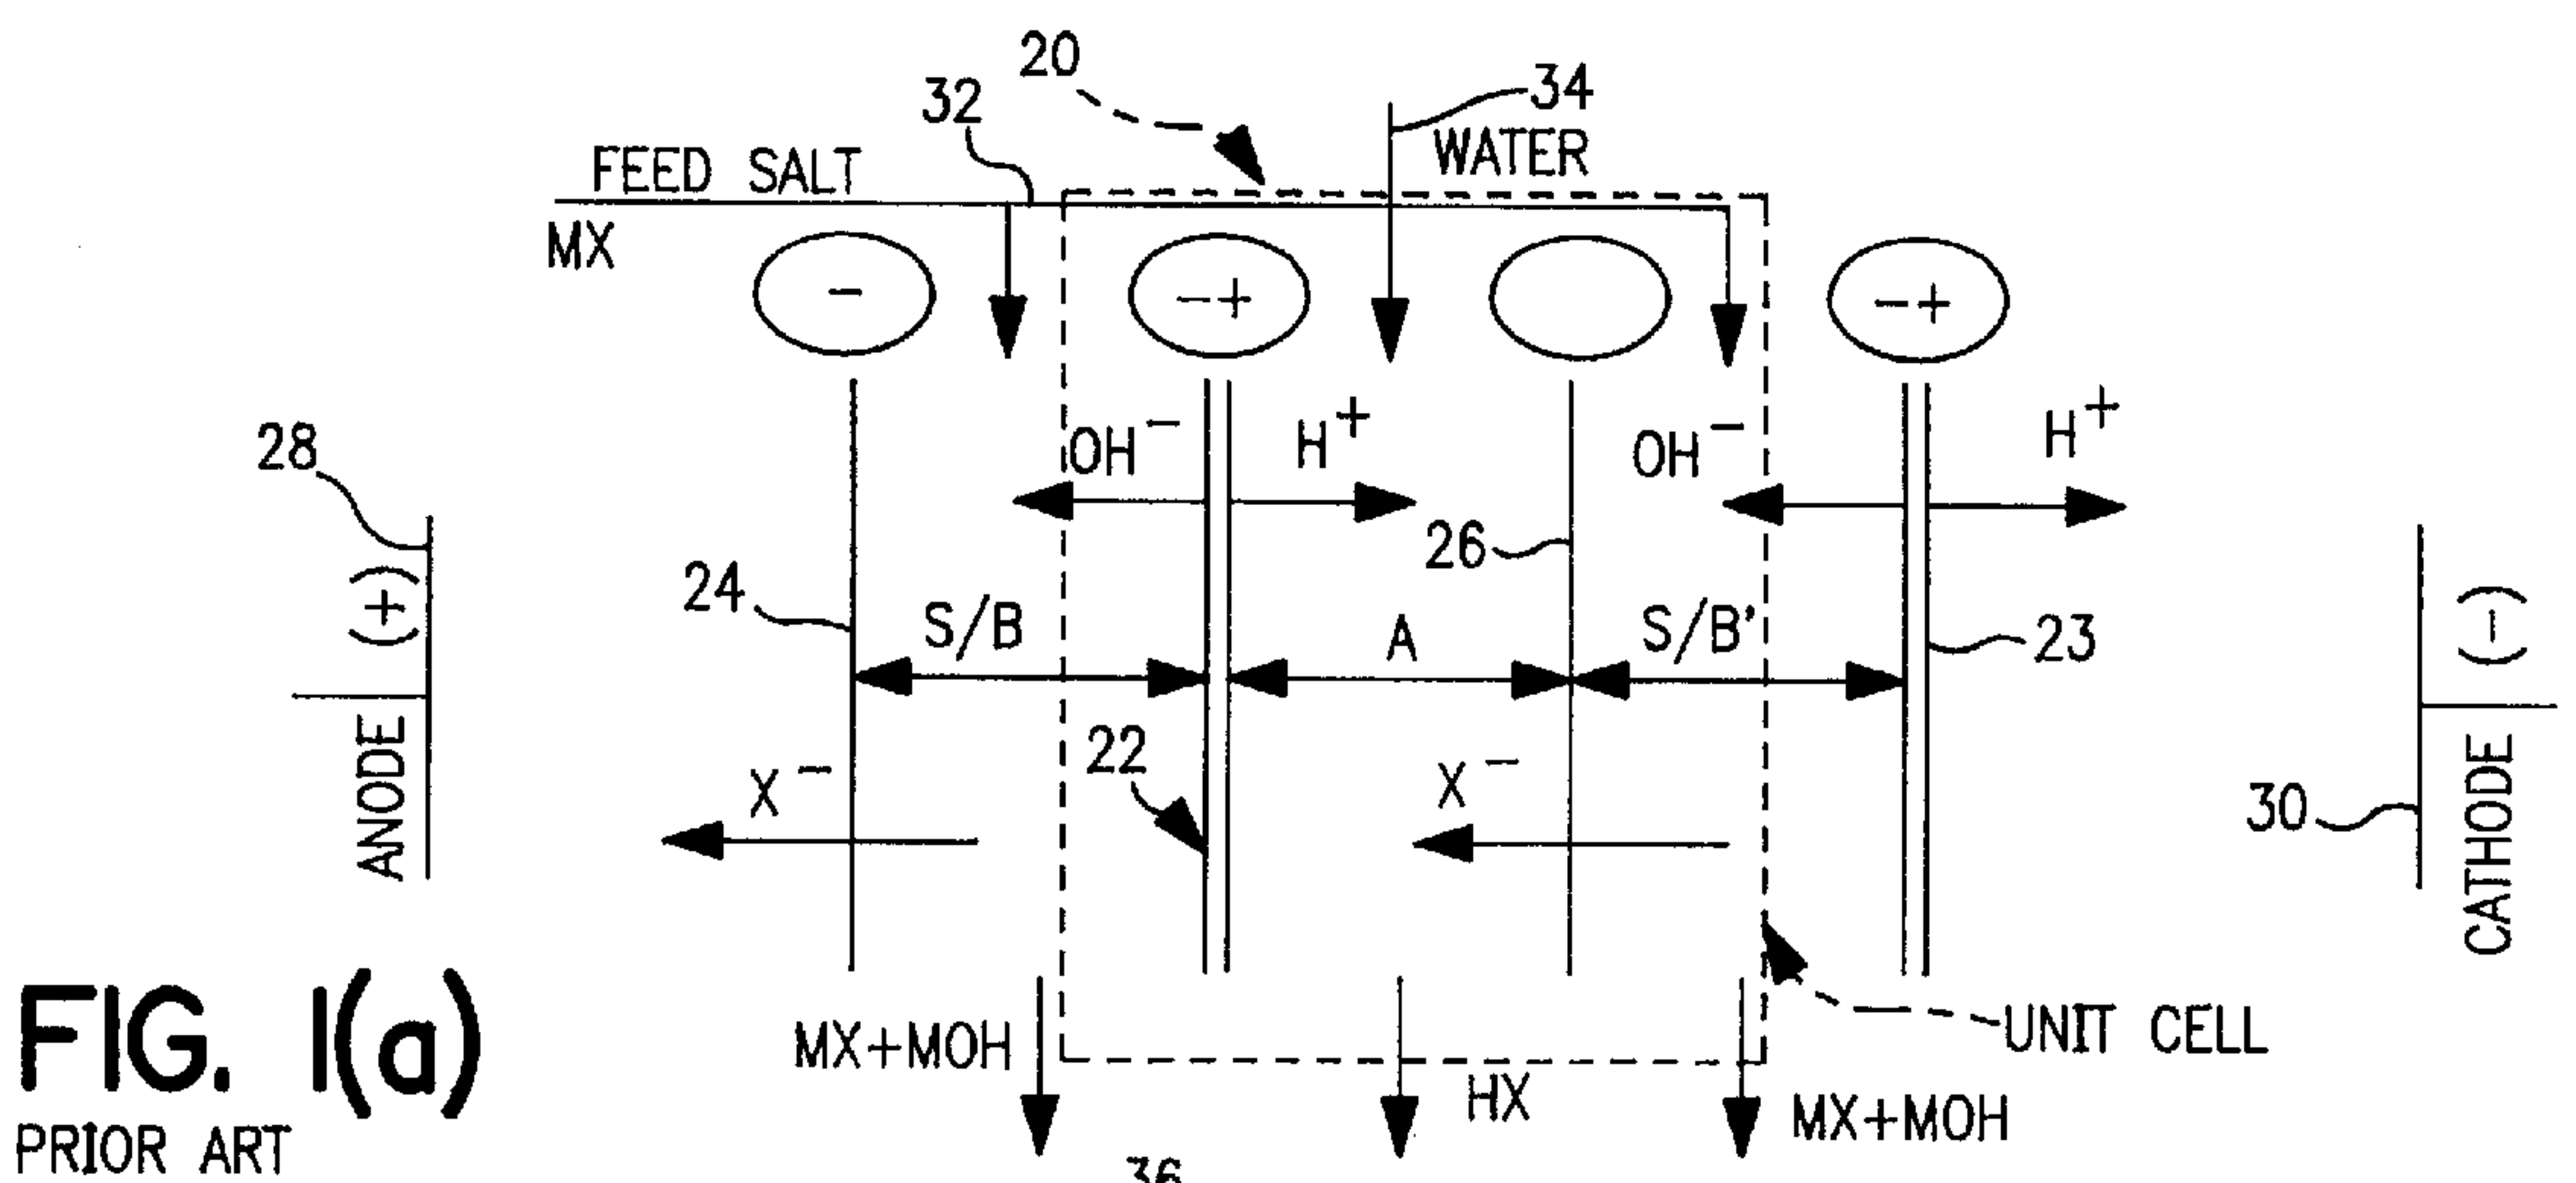 20
32
34
FEED SALT
WATER
MX
-
-+
-+
OH⁻
H⁺
OH⁻
H⁺
28
26
24
(+)
S/B
A
S/B'
23
(-)
ANODE
22
X⁻
X⁻
30
CATHODE
UNIT CELL
MX+MOH
HX
MX+MOH
FIG. 1(a)
PRIOR ART
36